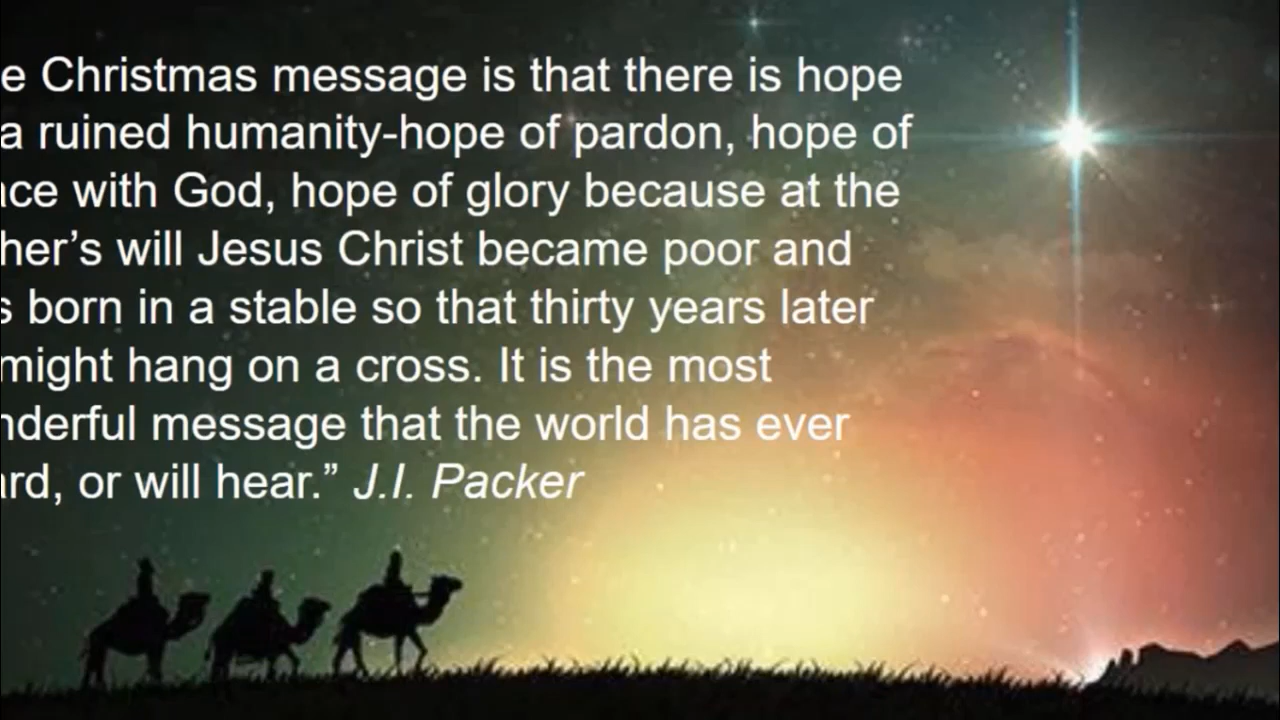 e Christmas message is that there is hope
a ruined humanity-hope of pardon, hope of
ce with God, hope of glory because at the
her’s will Jesus Christ became poor and
s born in a stable so that thirty years later
might hang on a cross. It is the most
nderful message that the world has ever
rd, or will hear.” J.I. Packer